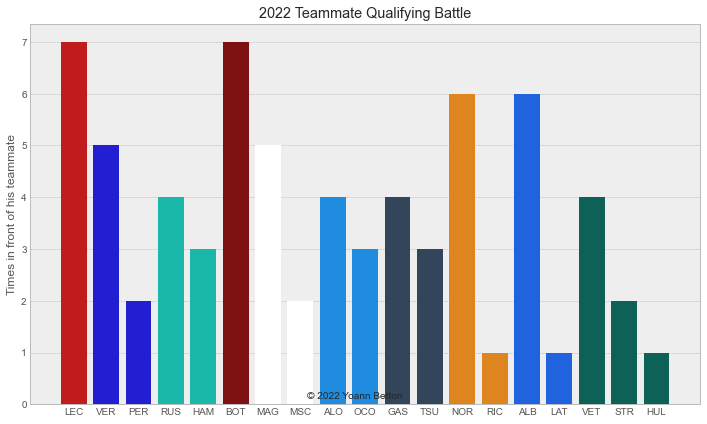 2022 Teammate Qualifying Battle
Times in front of his teammate
7
6
5
4
3
2
1
0
© 2022 Yoann Betton
LEC VER PER RUS HAM BOT MAG MSC ALO OCO GAS TSU NOR RIC ALB LAT VET STR HUL